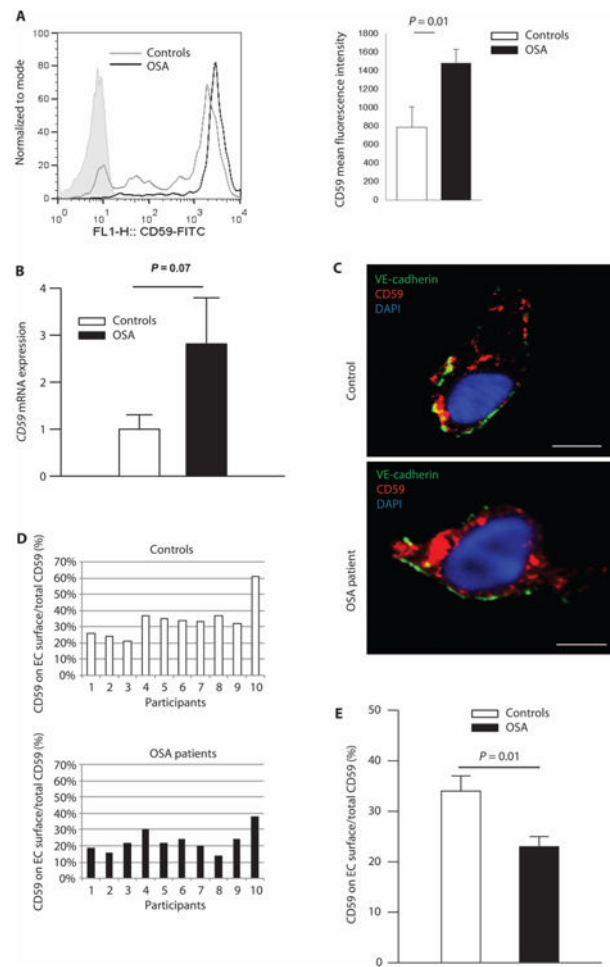 A
Controls
OSA
Normalized to mode
100
80
60
40
20
0
10^0 10^1 10^2 10^3 10^4
FL1-H:: CD59-FITC
P = 0.01
Controls
OSA
CD59 mean fluorescence intensity
1800
1600
1400
1200
1000
800
600
400
200
0
B
P = 0.07
Controls
OSA
CD59 mRNA expression
4
3
2
1
0
C
VE-cadherin
CD59
DAPI
Control
VE-cadherin
CD59
DAPI
OSA patient
D
Controls
CD59 on EC surface/total CD59 (%)
70%
60%
50%
40%
30%
20%
10%
0%
1 2 3 4 5 6 7 8 9 10
Participants
OSA patients
CD59 on EC surface/total CD59 (%)
70%
60%
50%
40%
30%
20%
10%
0%
1 2 3 4 5 6 7 8 9 10
Participants
E
Controls
OSA
P = 0.01
CD59 on EC surface/total CD59 (%)
50
40
30
20
10
0